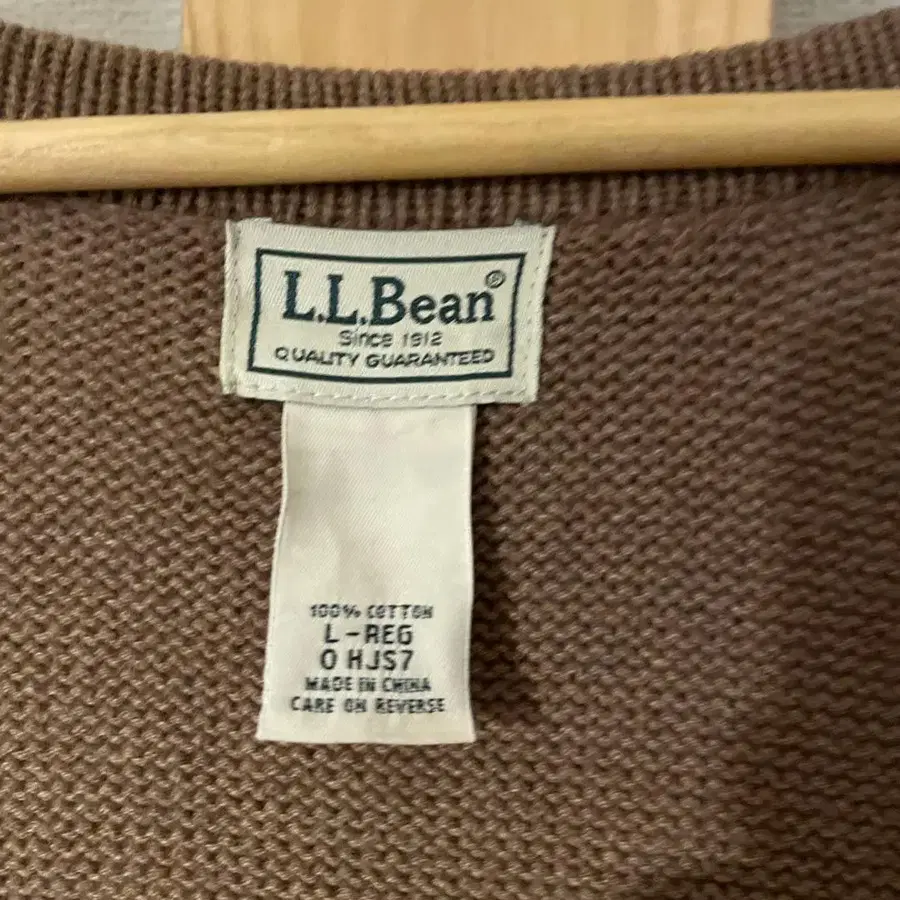 L.L.Bean®
Since 1912
QUALITY GUARANTEED
100% COTTON
L-REG
0 HJS7
MADE IN CHINA
CARE ON REVERSE